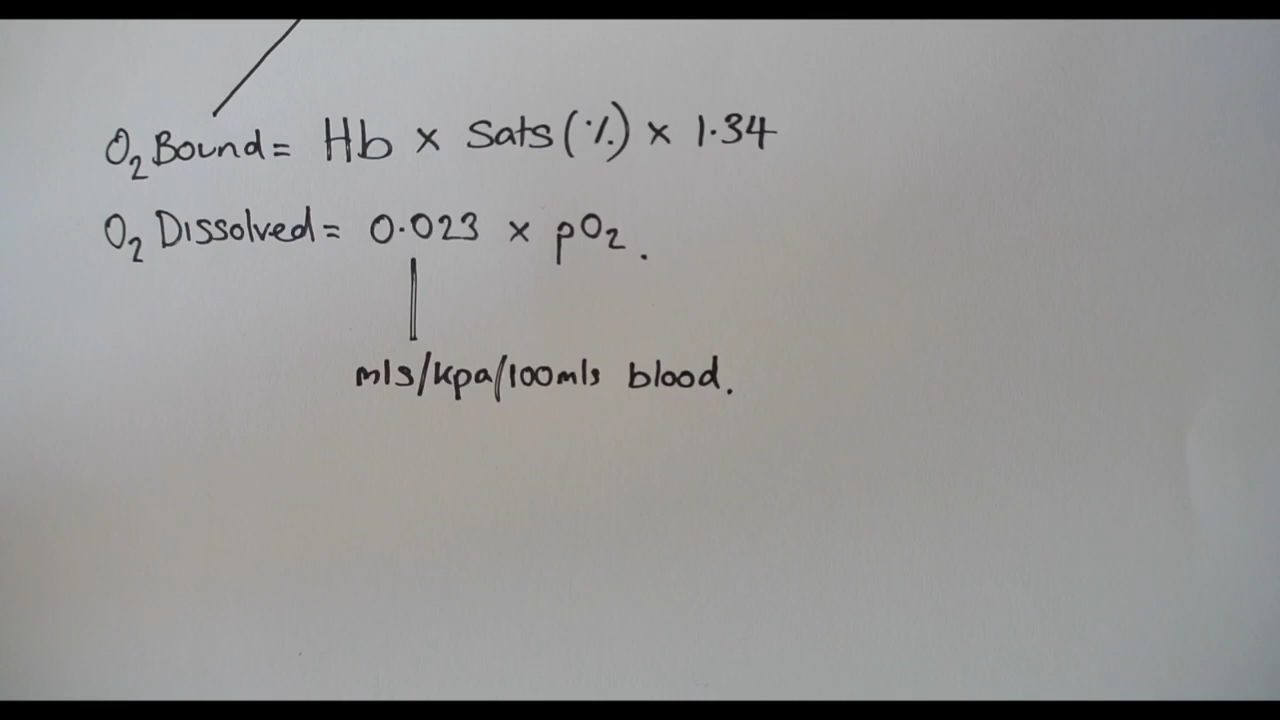 O₂ Bound = Hb × Sats (%) × 1.34
O₂ Dissolved = 0.023 × pO₂.
mls/kpa/100mls blood.